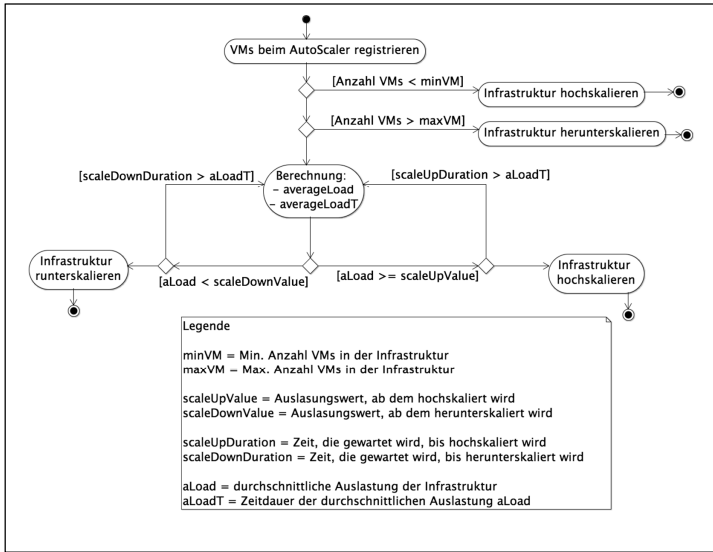 VMs beim AutoScaler registrieren
[Anzahl VMs < minVM]
Infrastruktur hochskalieren
[Anzahl VMs > maxVM]
Infrastruktur herunterskalieren
[scaleDownDuration > aLoadT]
Berechnung:
– averageLoad
– averageLoadT
[scaleUpDuration > aLoadT]
Infrastruktur
runterskalieren
[aLoad < scaleDownValue]
[aLoad >= scaleUpValue]
Infrastruktur
hochskalieren
Legende
minVM = Min. Anzahl VMs in der Infrastruktur
maxVM = Max. Anzahl VMs in der Infrastruktur
scaleUpValue = Auslasungswert, ab dem hochskaliert wird
scaleDownValue = Auslasungswert, ab dem herunterskaliert wird
scaleUpDuration = Zeit, die gewartet wird, bis hochskaliert wird
scaleDownDuration = Zeit, die gewartet wird, bis herunterskaliert wird
aLoad = durchschnittliche Auslastung der Infrastruktur
aLoadT = Zeitdauer der durchschnittlichen Auslastung aLoad